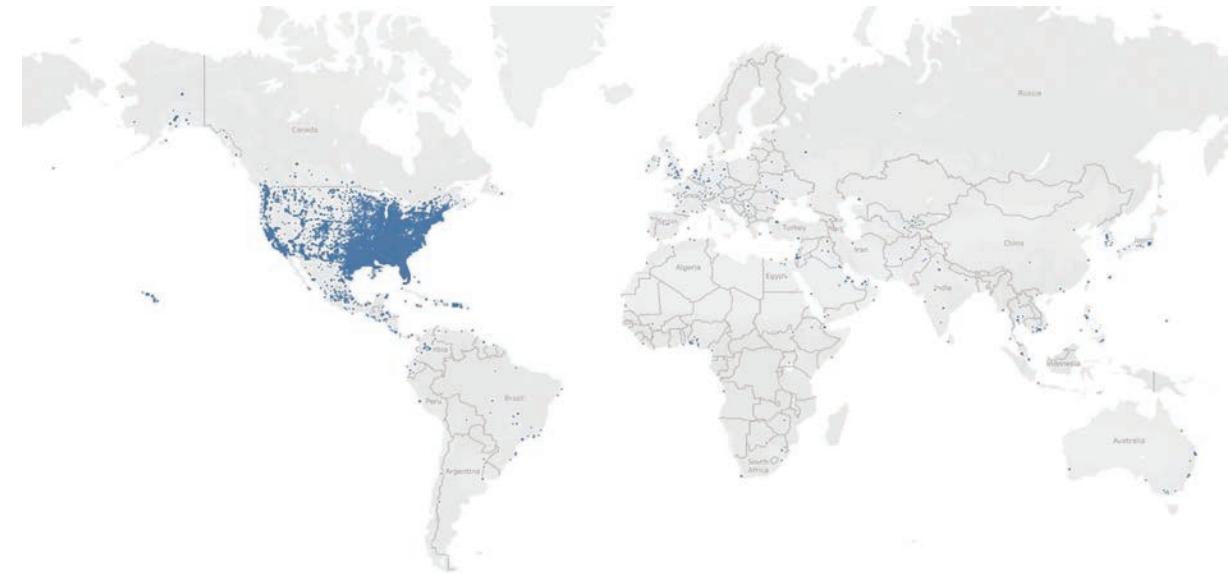 Russia
Canada
Turkey
Iran
China
Algeria
Egypt
India
Indonesia
Peru
Brazil
Australia
South
Africa
Argentina